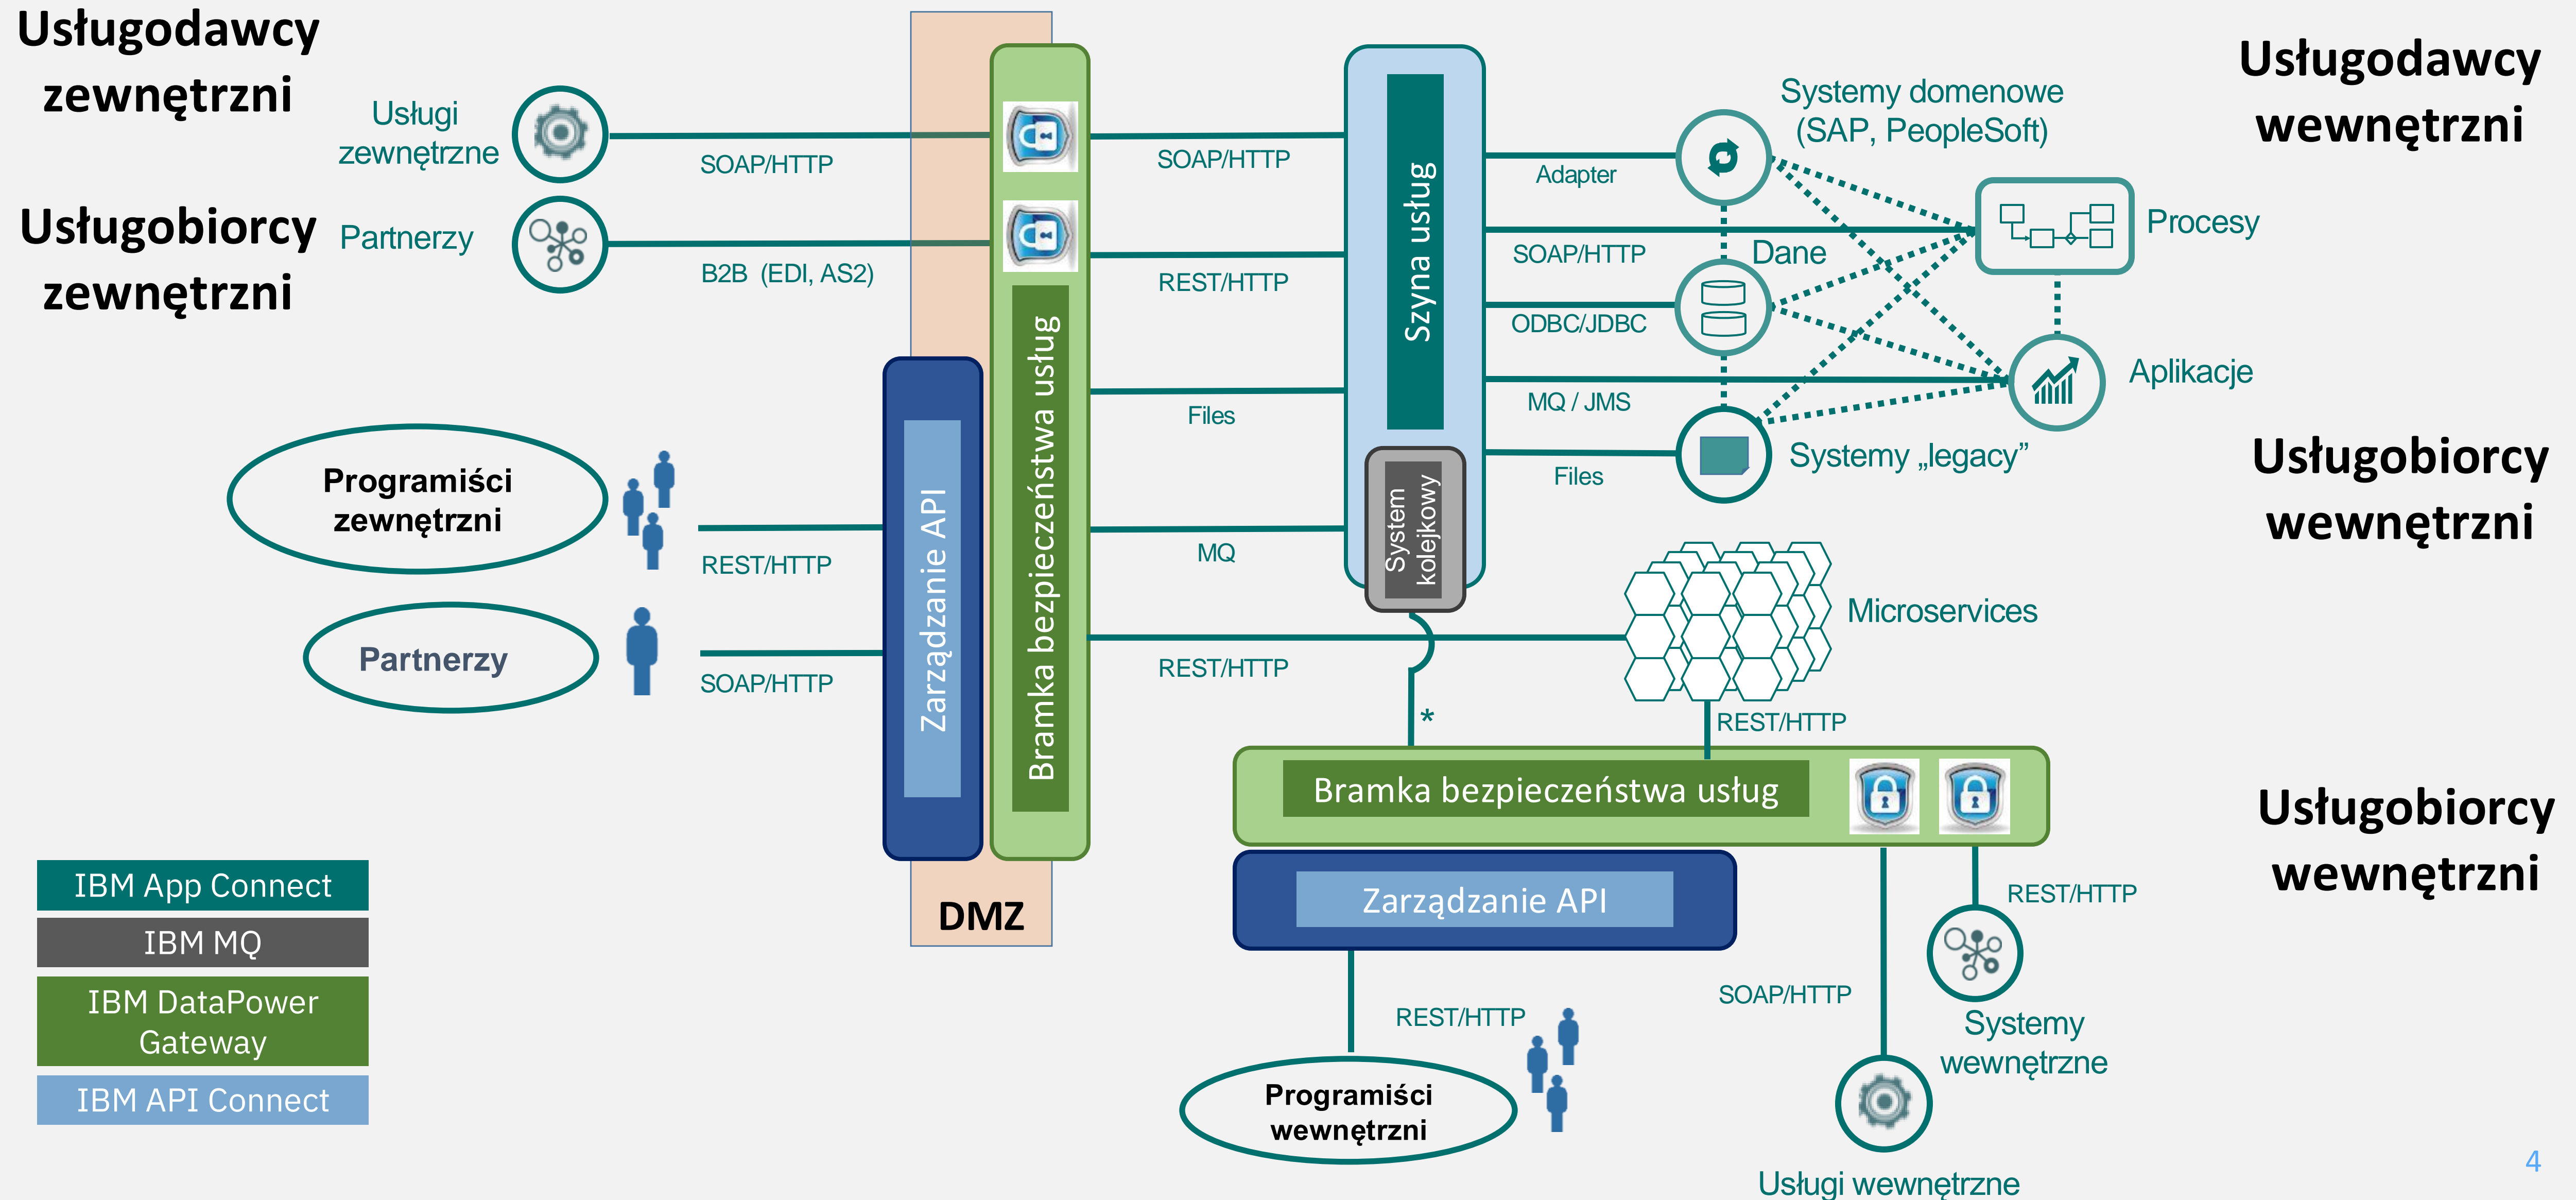 Usługodawcy
zewnętrzni
Usługobiorcy
zewnętrzni
Usługi
zewnętrzne
Partnerzy
SOAP/HTTP
B2B (EDI, AS2)
Programiści
zewnętrzni
Partnerzy
REST/HTTP
SOAP/HTTP
Zarządzanie API
Bramka bezpieczeństwa usług
DMZ
SOAP/HTTP
REST/HTTP
Files
MQ
REST/HTTP
Szyna usług
System
kolejkowy
*
Adapter
SOAP/HTTP
ODBC/JDBC
MQ / JMS
Files
Systemy domenowe
(SAP, PeopleSoft)
Dane
Systemy „legacy”
Procesy
Aplikacje
Microservices
REST/HTTP
Usługodawcy
wewnętrzni
Usługobiorcy
wewnętrzni
Usługobiorcy
wewnętrzni
Bramka bezpieczeństwa usług
Zarządzanie API
REST/HTTP
Programiści
wewnętrzni
SOAP/HTTP
REST/HTTP
Systemy
wewnętrzne
Usługi wewnętrzne
IBM App Connect
IBM MQ
IBM DataPower
Gateway
IBM API Connect
4